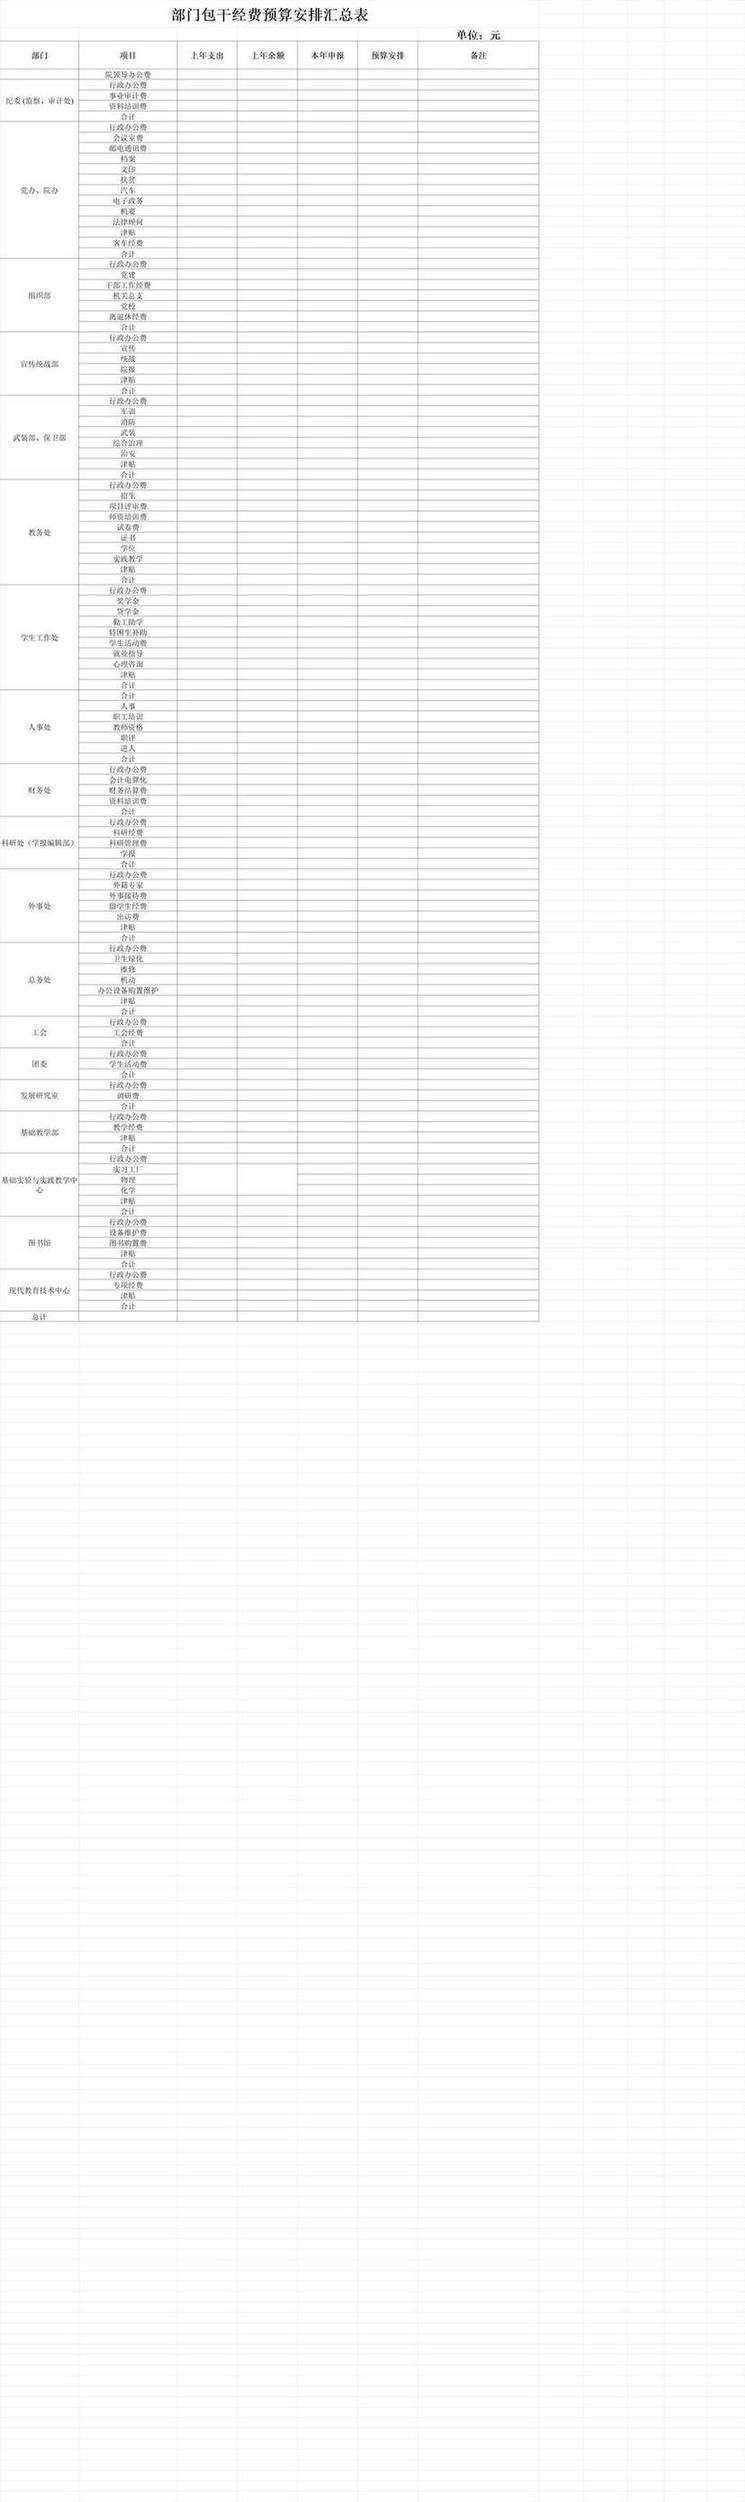 部门包干经费预算安排汇总表
单位：元
部门 项目 上年支出 上年余额 本年申报 预算安排 备注
院领导办公费
纪委(监察、审计处)
行政办公费
事业审计费
资料培训费
合计
党办、院办
行政办公费
会议室费
邮电通讯费
档案
文印
扶贫
汽车
电子政务
机要
法律顾问
津贴
客车经费
合计
组织部
行政办公费
党建
干部工作经费
机关总支
党校
离退休经费
合计
宣传统战部
行政办公费
宣传
统战
院报
津贴
合计
武装部、保卫部
行政办公费
军训
消防
武装
综合治理
治安
津贴
合计
教务处
行政办公费
招生
项目评审费
师资培训费
试卷费
证书
学位
实践教学
津贴
合计
学生工作处
行政办公费
奖学金
贷学金
勤工助学
特困生补助
学生活动费
就业指导
心理咨询
津贴
合计
人事处
合计
人事
职工培训
教师资格
职评
进人
合计
财务处
行政办公费
会计电算化
财务结算费
资料培训费
合计
科研处（学报编辑部）
行政办公费
科研经费
科研管理费
学报
合计
外事处
行政办公费
外籍专家
外事接待费
留学生经费
出访费
津贴
合计
总务处
行政办公费
卫生绿化
维修
机动
办公设备购置维护
津贴
合计
工会
行政办公费
工会经费
合计
团委
行政办公费
学生活动费
合计
发展研究室
行政办公费
调研费
合计
基础教学部
行政办公费
教学经费
津贴
合计
基础实验与实践教学中
心
行政办公费
实习工厂
物理
化学
津贴
合计
图书馆
行政办公费
设备维护费
图书购置费
津贴
合计
现代教育技术中心
行政办公费
专项经费
津贴
合计
总计